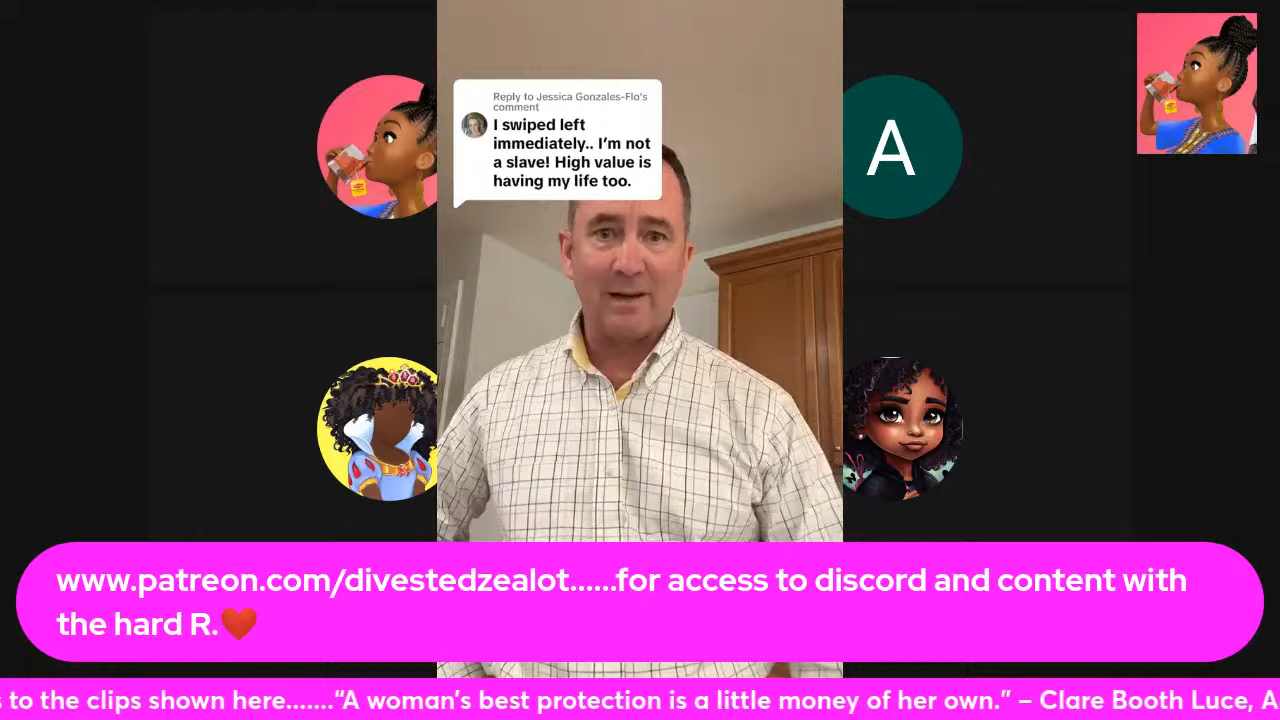 Reply to Jessica Gonzales-Flo's
comment
I swiped left
immediately.. I'm not
a slave! High value is
having my life too.
A
www.patreon.com/divestedzealot......for access to discord and content with
the hard R.❤️
s to the clips shown here.......“A woman's best protection is a little money of her own.” – Clare Booth Luce, A